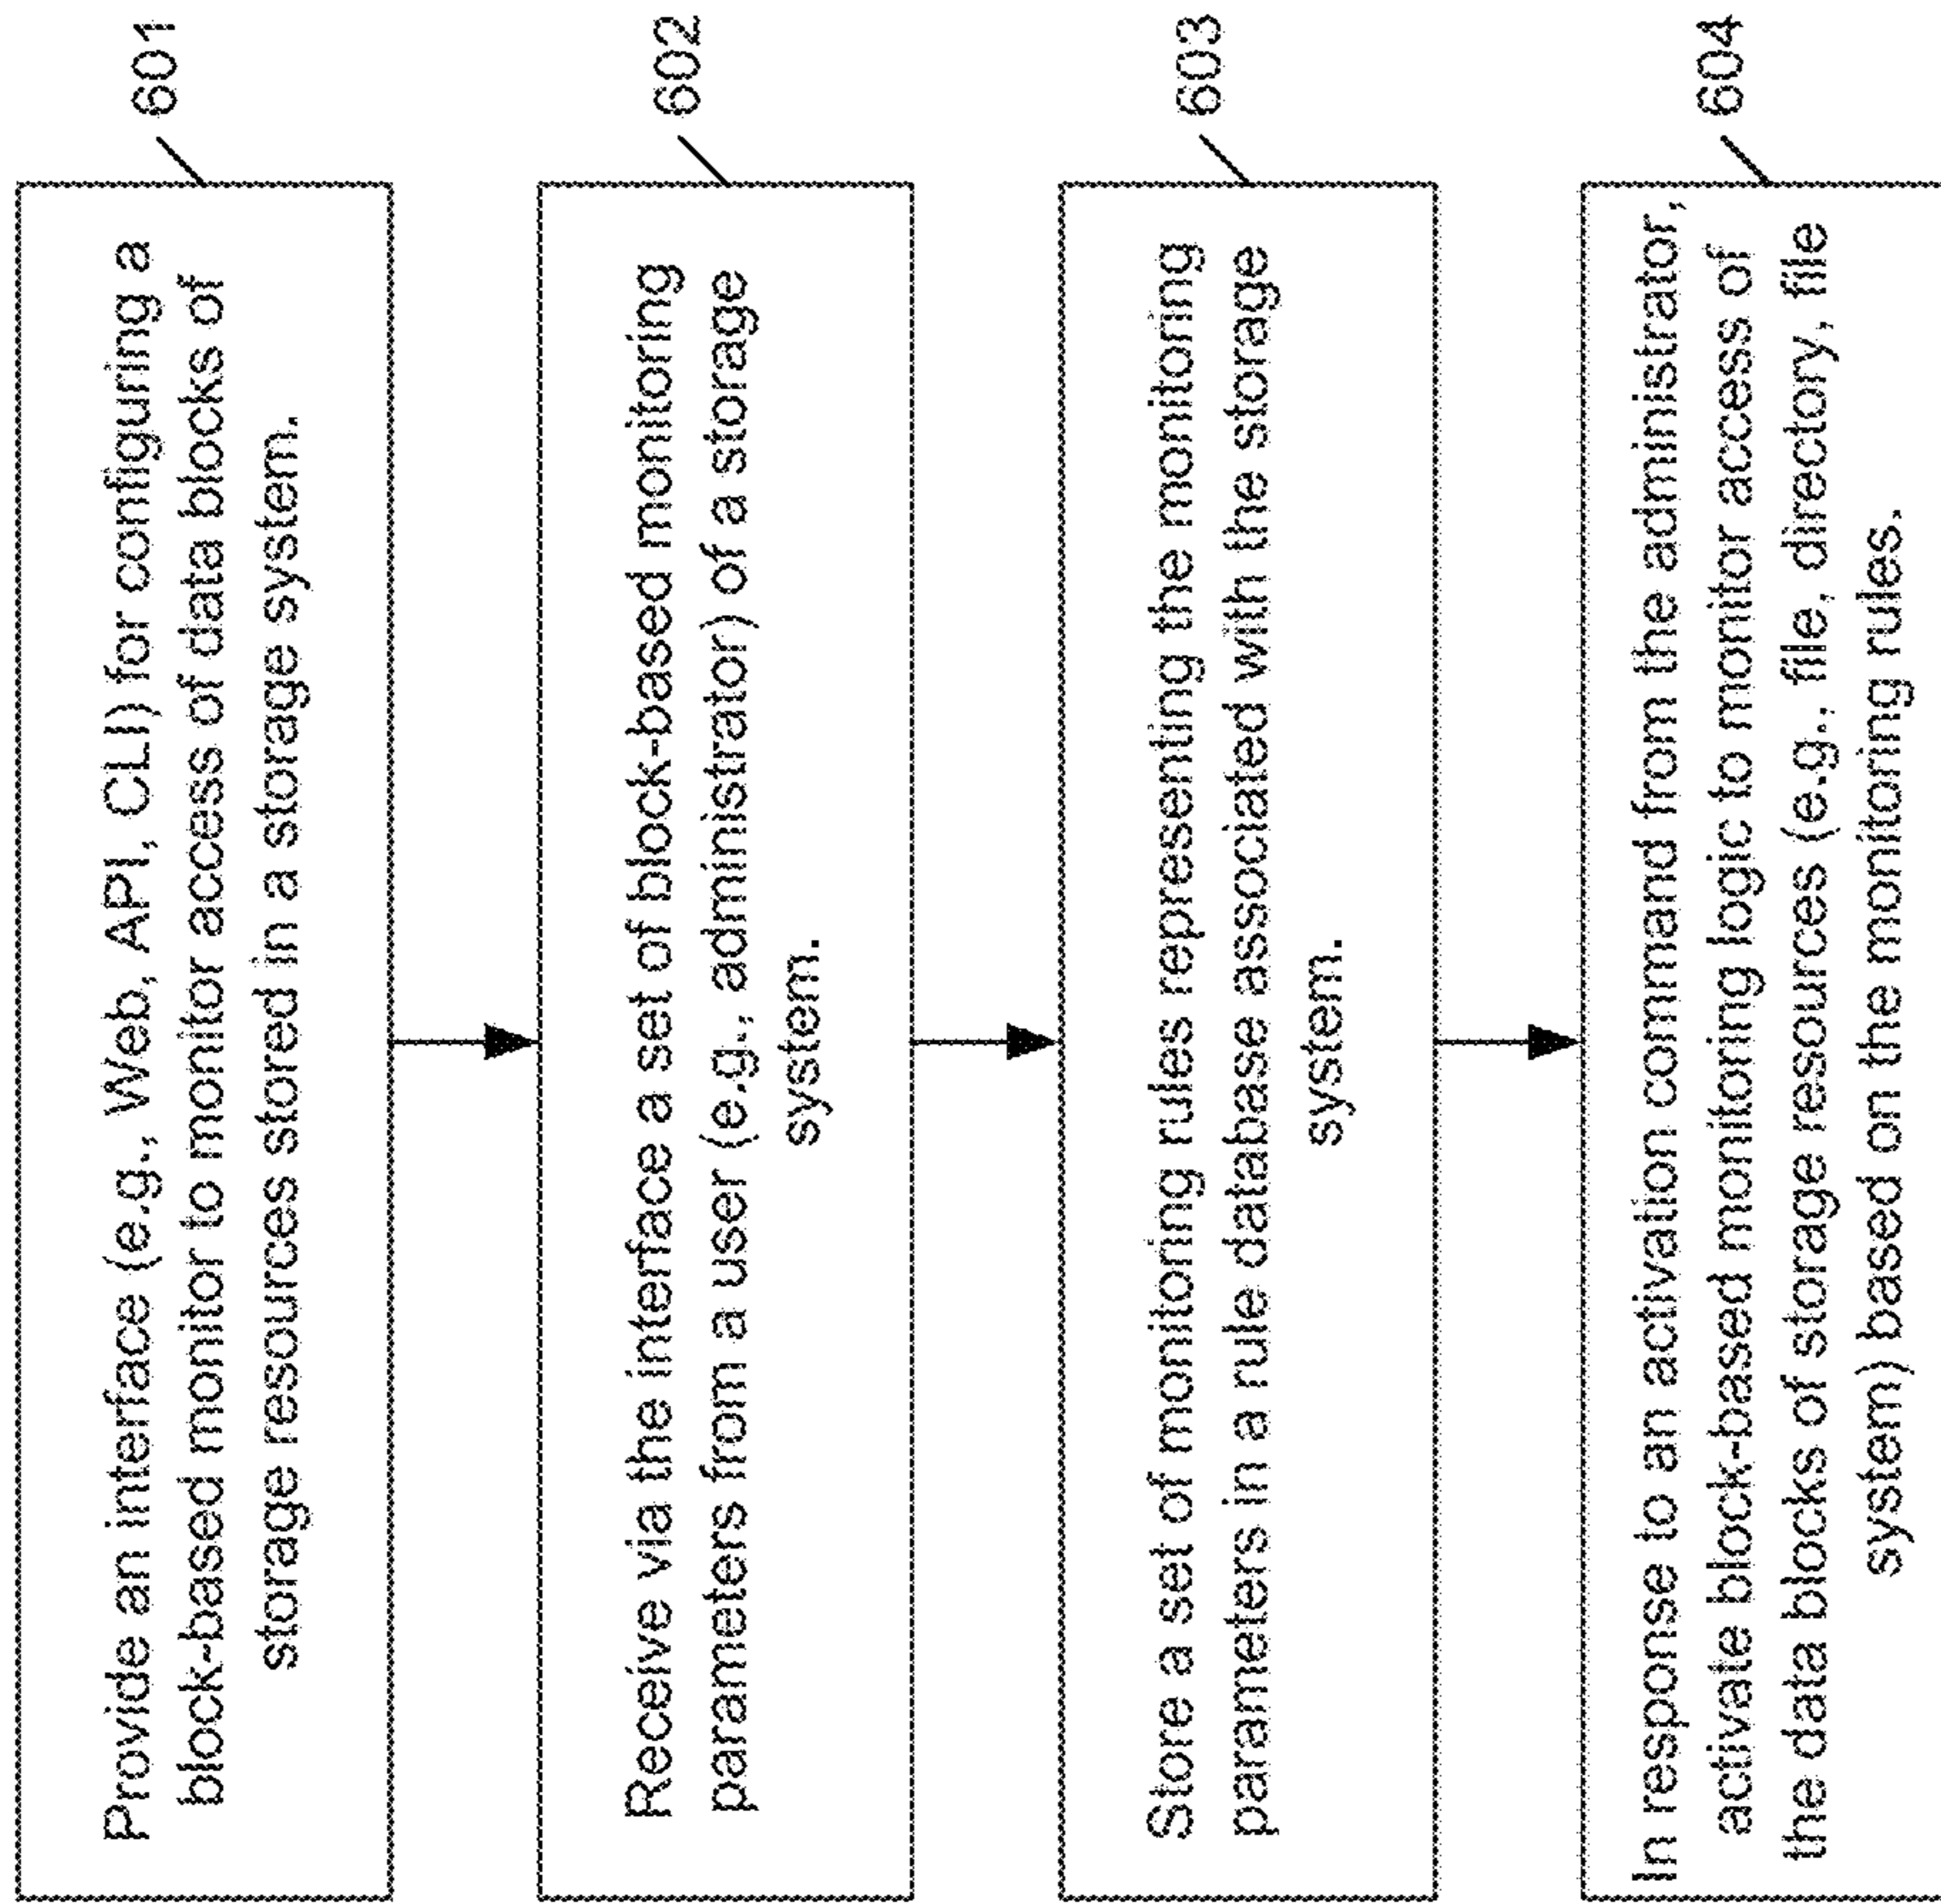 Provide an interface (e.g., Web, API, CLI) for configuring a
block-based monitor to monitor access of data blocks of
storage resources stored in a storage system.
601
Receive via the interface a set of block-based monitoring
parameters from a user (e.g., administrator) of a storage
system.
602
Store a set of monitoring rules representing the monitoring
parameters in a rule database associated with the storage
system.
603
In response to an activation command from the administrator,
activate block-based monitoring logic to monitor access of
the data blocks of storage resources (e.g., file, directory, file
system) based on the monitoring rules.
604